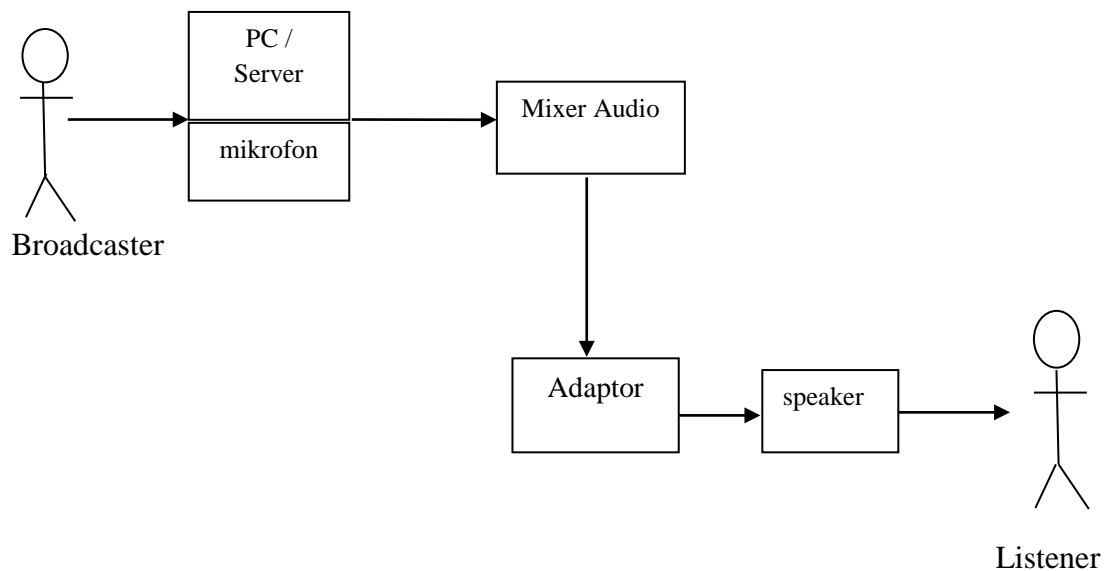 PC /
Server
mikrofon
Mixer Audio
Broadcaster
Adaptor
speaker
Listener